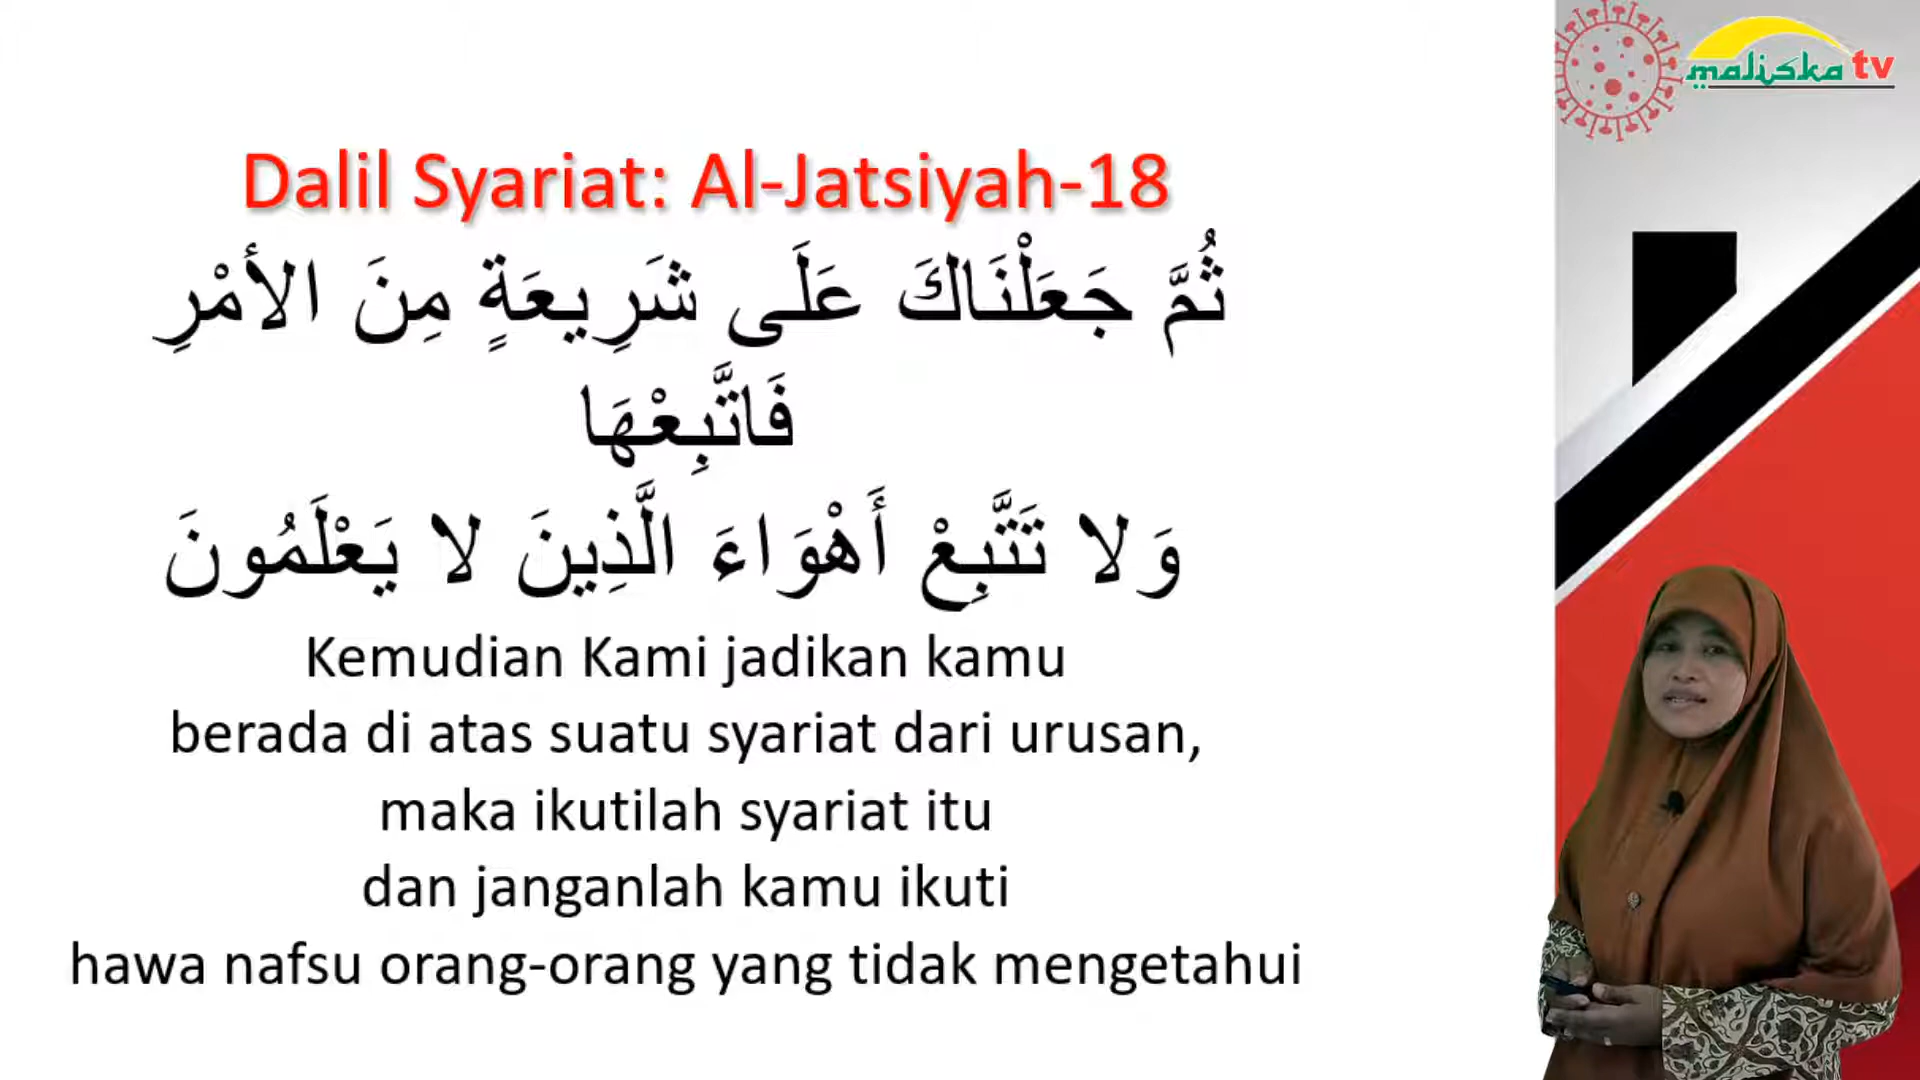 maliska tv
Dalil Syariat: Al-Jatsiyah-18
ثُمَّ جَعَلْنَاكَ عَلَى شَرِيعَةٍ مِنَ الأمْرِ
فَاتَّبِعْهَا
وَلا تَتَّبِعْ أَهْوَاءَ الَّذِينَ لا يَعْلَمُونَ
Kemudian Kami jadikan kamu
berada di atas suatu syariat dari urusan,
maka ikutilah syariat itu
dan janganlah kamu ikuti
hawa nafsu orang-orang yang tidak mengetahui